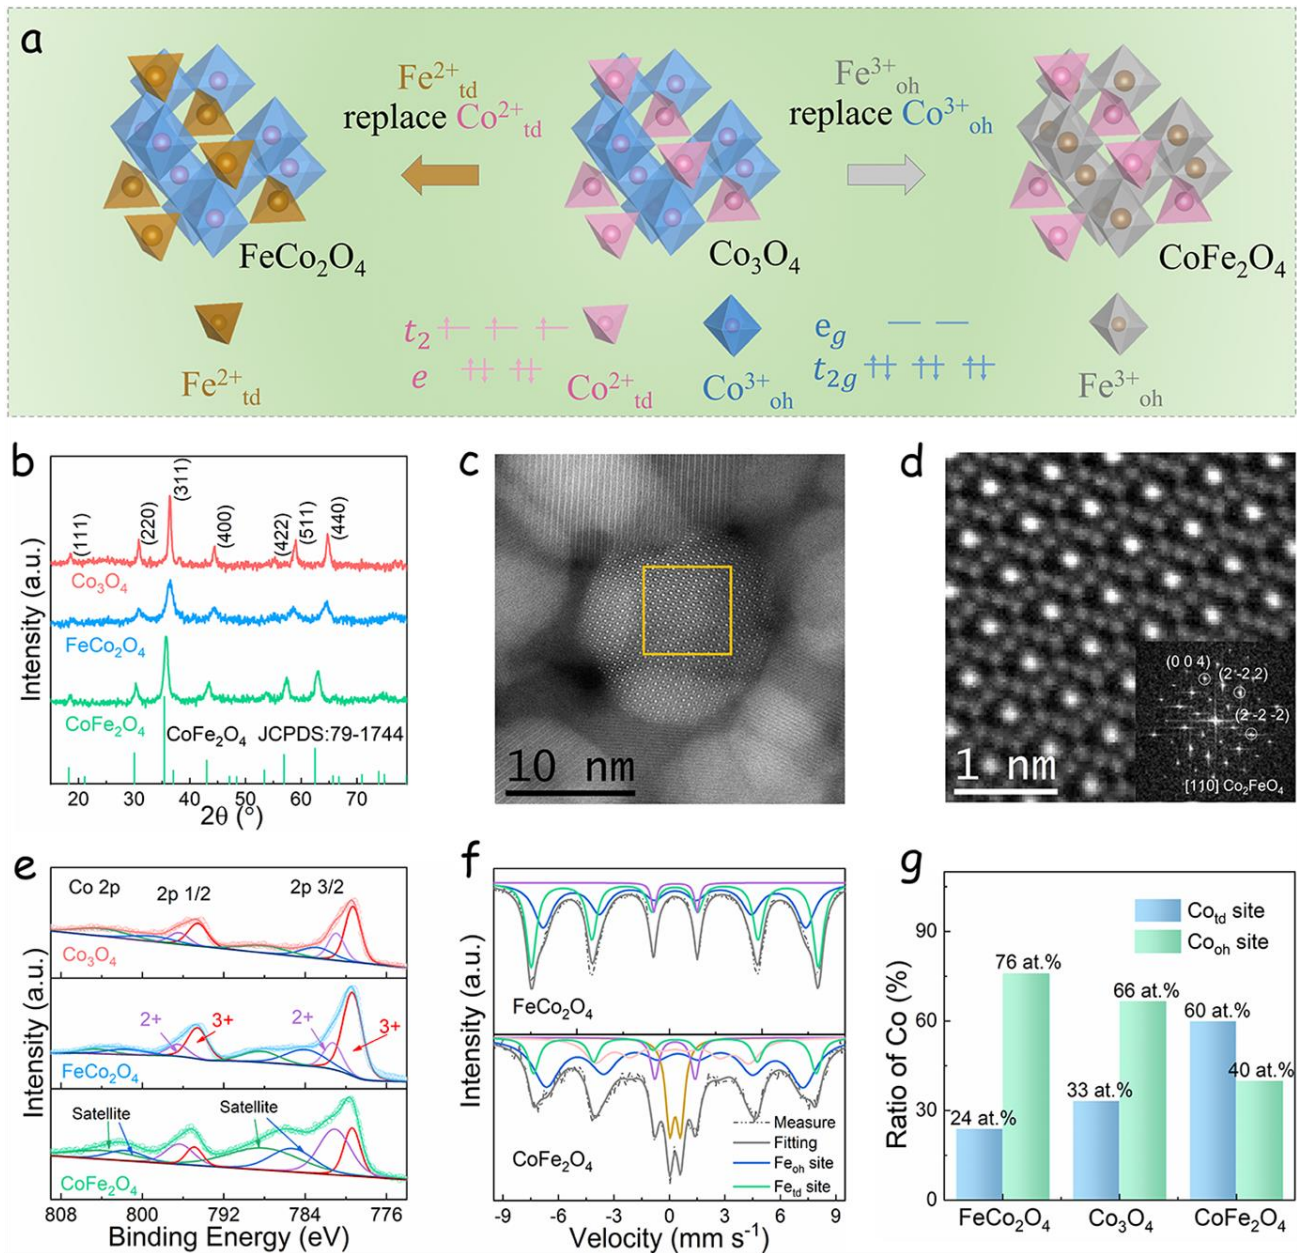 a
Fe²⁺td
replace Co²⁺td
Fe³⁺oh
replace Co³⁺oh
FeCo₂O₄
Co₃O₄
CoFe₂O₄
t₂
e
e_g
t₂g
Fe²⁺td
Co²⁺td
Co³⁺oh
Fe³⁺oh
b
Intensity (a.u.)
(111)
(220)
(311)
(400)
(422)
(511)
(440)
Co₃O₄
FeCo₂O₄
CoFe₂O₄
CoFe₂O₄ JCPDS:79-1744
20 30 40 50 60 70
2θ (°)
c
10 nm
d
(0 0 4)
(2 -2 2)
(2 -2 -2)
1 nm
[110] Co₂FeO₄
e
Intensity (a.u.)
Co 2p
2p 1/2
2p 3/2
Co₃O₄
2+
3+
2+
3+
FeCo₂O₄
Satellite
Satellite
CoFe₂O₄
808 800 792 784 776
Binding Energy (eV)
f
Intensity (a.u.)
FeCo₂O₄
CoFe₂O₄
Measure
Fitting
Feoh site
Fetd site
-9 -6 -3 0 3 6 9
Velocity (mm s⁻¹)
g
Ratio of Co (%)
90
60
30
0
Cotd site
Cooh site
24 at.%
76 at.%
33 at.%
66 at.%
60 at.%
40 at.%
FeCo₂O₄ Co₃O₄ CoFe₂O₄